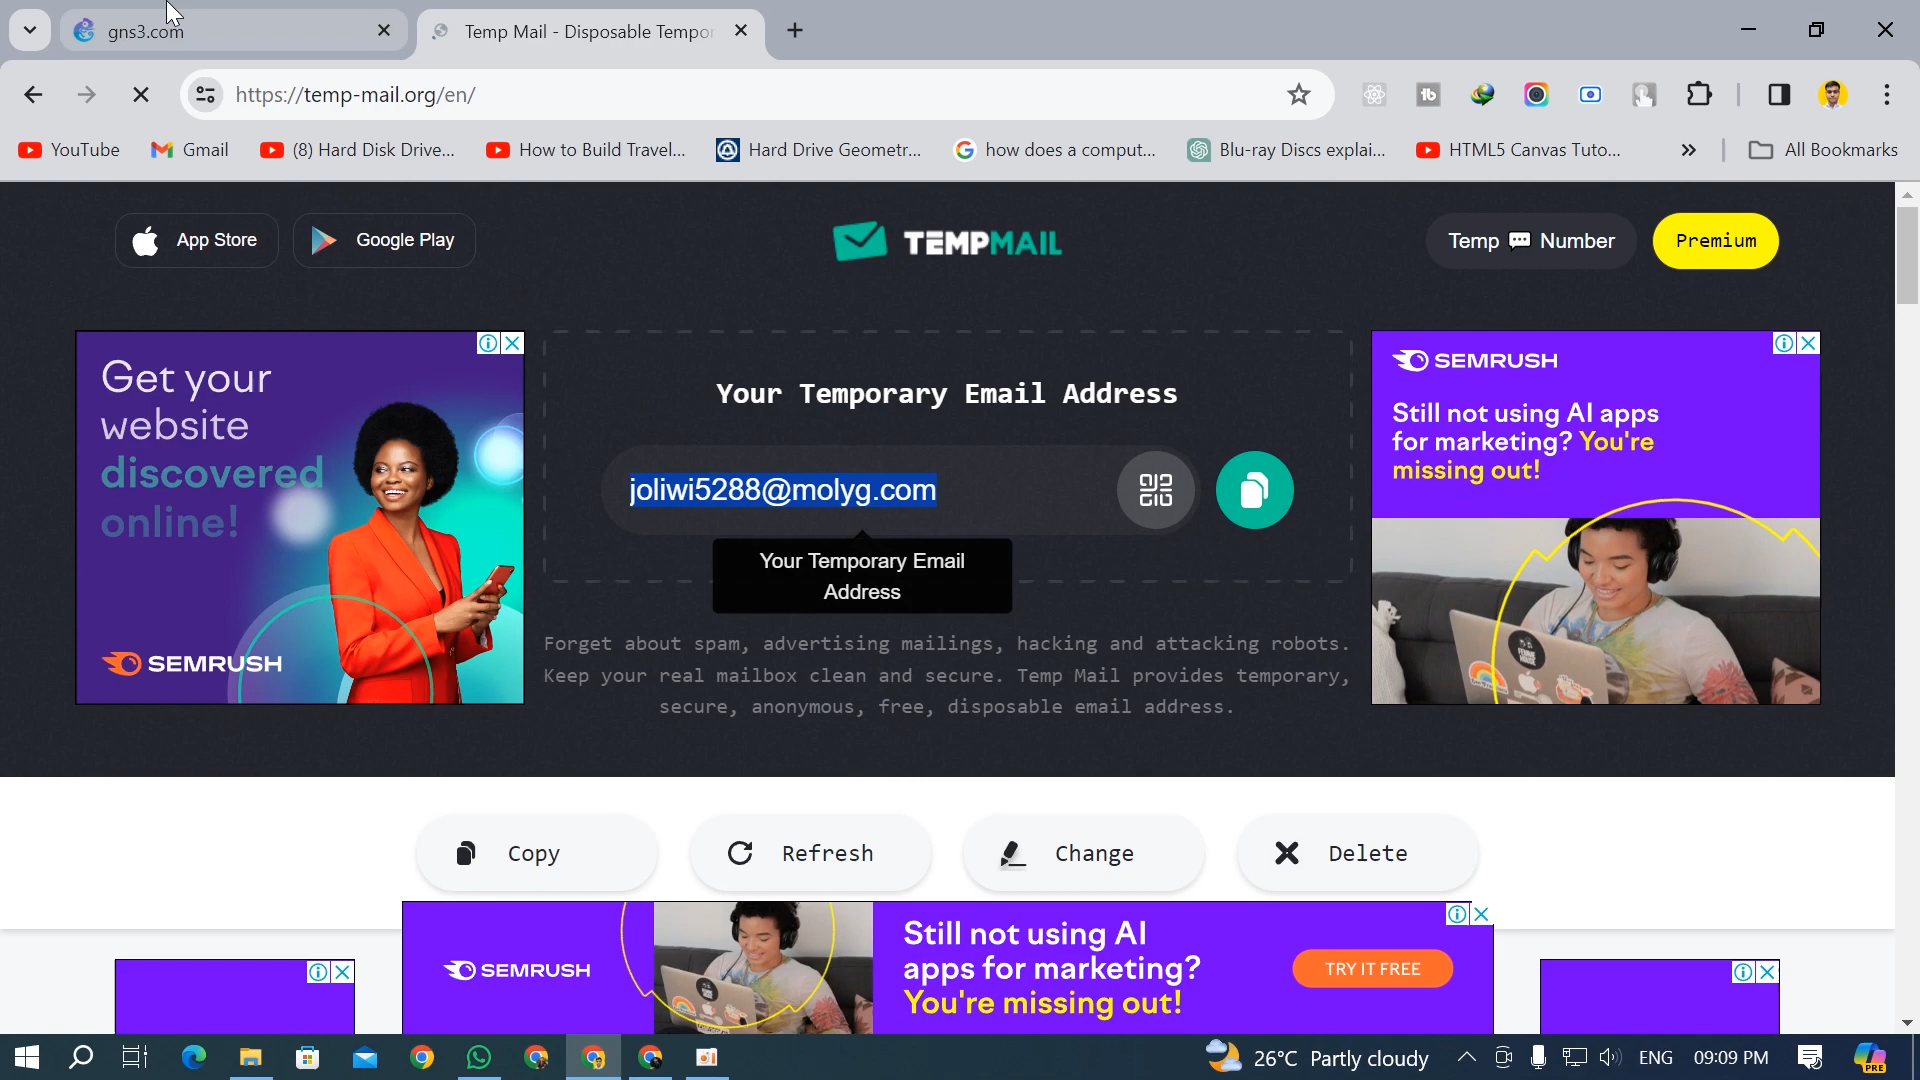 gns3.com
Temp Mail - Disposable Tempor
https://temp-mail.org/en/
YouTube
Gmail
(8) Hard Disk Drive...
How to Build Travel...
Hard Drive Geometr...
how does a comput...
Blu-ray Discs explai...
HTML5 Canvas Tuto...
»
All Bookmarks
App Store
Google Play
TEMPMAIL
Temp
Number
Premium
Get your
website
discovered
online!
SEMRUSH
Your Temporary Email Address
joliwi5288@molyg.com
Your Temporary Email
Address
Forget about spam, advertising mailings, hacking and attacking robots.
Keep your real mailbox clean and secure. Temp Mail provides temporary,
secure, anonymous, free, disposable email address.
SEMRUSH
Still not using AI apps
for marketing? You're
missing out!
Copy
Refresh
Change
Delete
SEMRUSH
Still not using AI
apps for marketing?
You're missing out!
TRY IT FREE
26°C Partly cloudy
ENG
09:09 PM
PRE